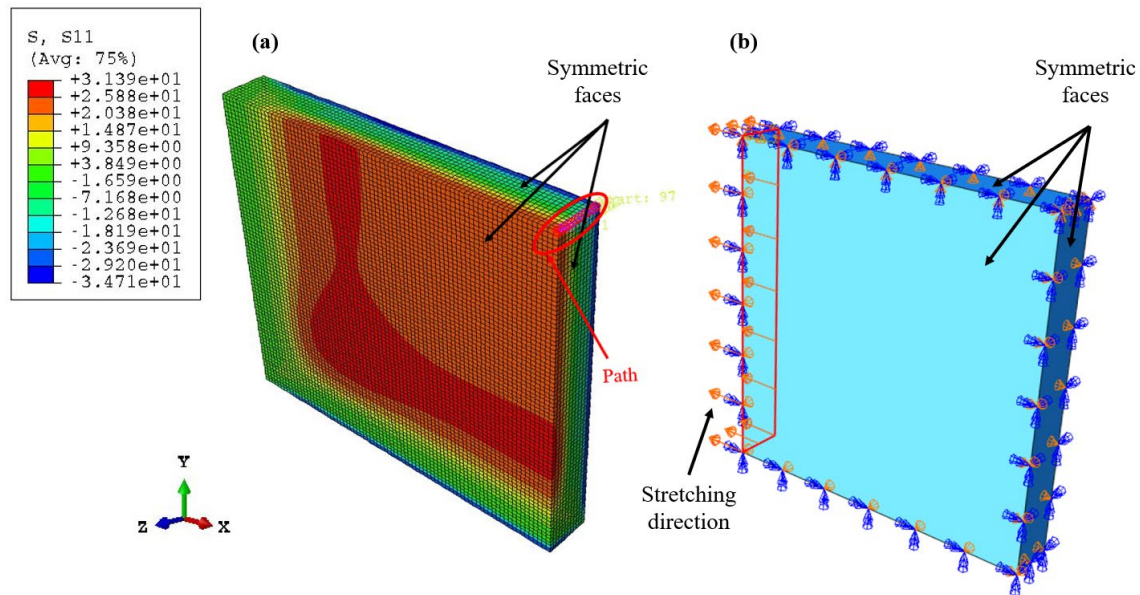 S, S11
(Avg: 75%)
+3.139e+01
+2.588e+01
+2.038e+01
+1.487e+01
+9.358e+00
+3.849e+00
-1.659e+00
-7.168e+00
-1.268e+01
-1.819e+01
-2.369e+01
-2.920e+01
-3.471e+01
(a)
Symmetric
faces
97
1
Path
Y
Z
X
(b)
Symmetric
faces
Stretching
direction